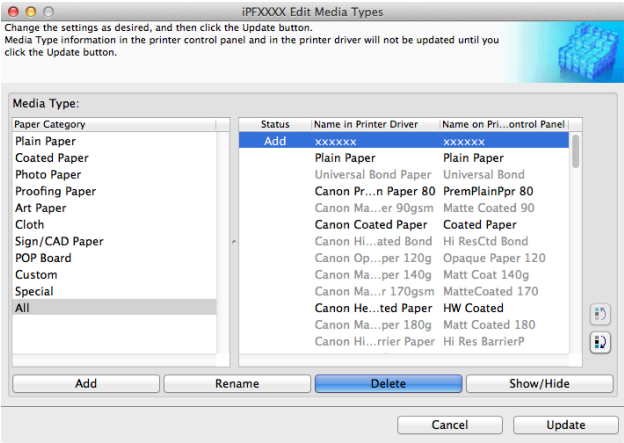 iPFXXXX Edit Media Types
Change the settings as desired, and then click the Update button.
Media Type information in the printer control panel and in the printer driver will not be updated until you
click the Update button.
Media Type:
Paper Category
Plain Paper
Coated Paper
Photo Paper
Proofing Paper
Art Paper
Cloth
Sign/CAD Paper
POP Board
Custom
Special
All
Status Name in Printer Driver Name on Pri...ontrol Panel
Add xxxxxx xxxxxx
Plain Paper Plain Paper
Universal Bond Paper Universal Bond
Canon Pr...n Paper 80 PremPlainPpr 80
Canon Ma...er 90gsm Matte Coated 90
Canon Coated Paper Coated Paper
Canon Hi...ated Bond Hi ResCtd Bond
Canon Op...per 120g Opaque Paper 120
Canon Ma...per 140g Matt Coat 140g
Canon Ma...r 170gsm MatteCoated 170
Canon He...ted Paper HW Coated
Canon Ma...per 180g Matt Coated 180
Canon Hi...rrier Paper Hi Res BarrierP
Add Rename Delete Show/Hide
Cancel Update